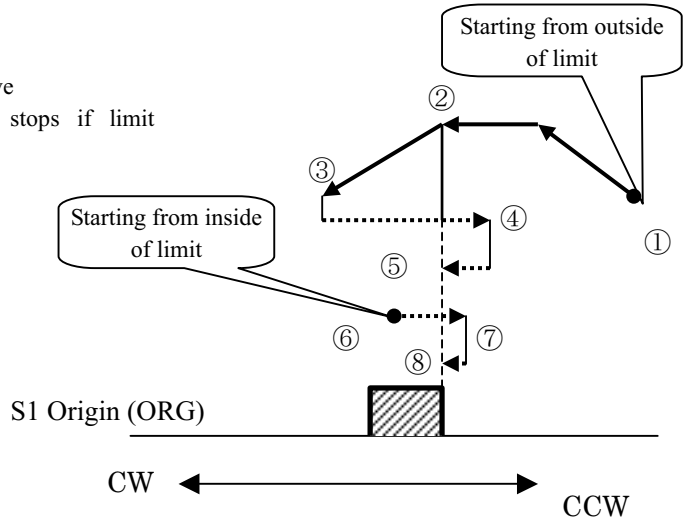 Starting from outside
of limit
ve
stops if limit
②
③
Starting from inside
of limit
④
①
⑤
⑥
⑦
⑧
S1 Origin (ORG)
CW
CCW